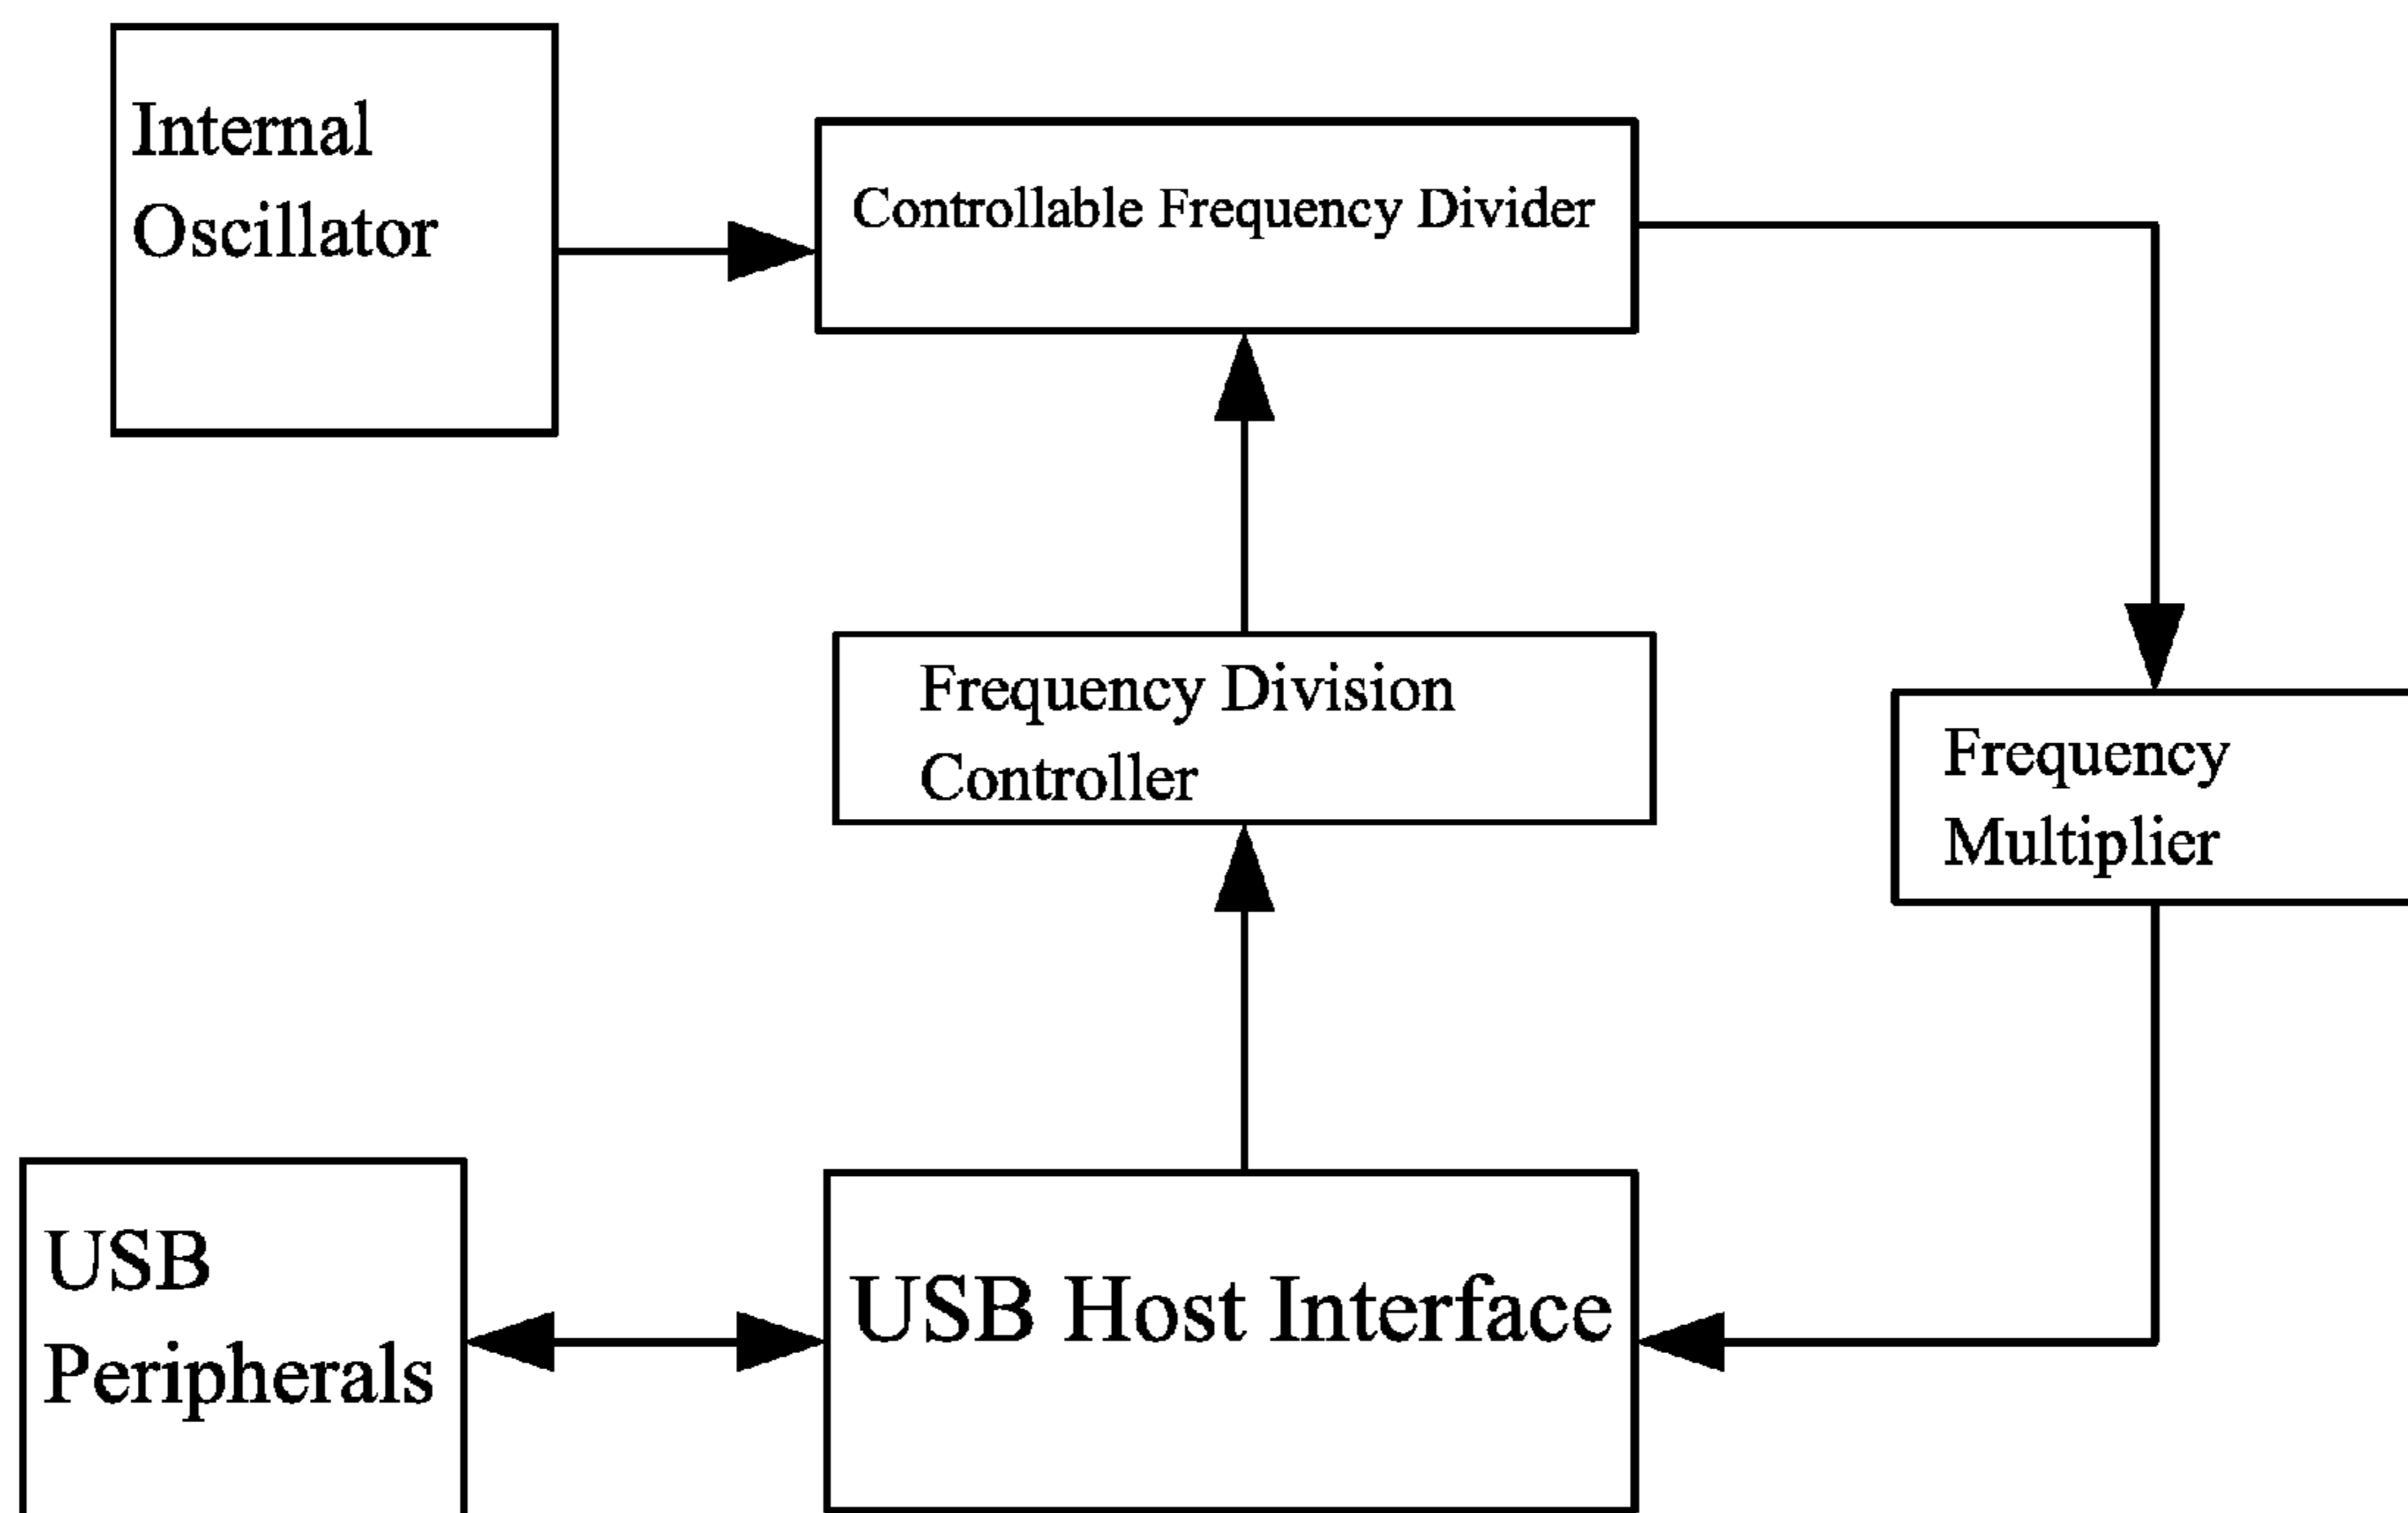 Internal
Oscillator
Controllable Frequency Divider
Frequency Division
Controller
Frequency
Multiplier
USB
Peripherals
USB Host Interface